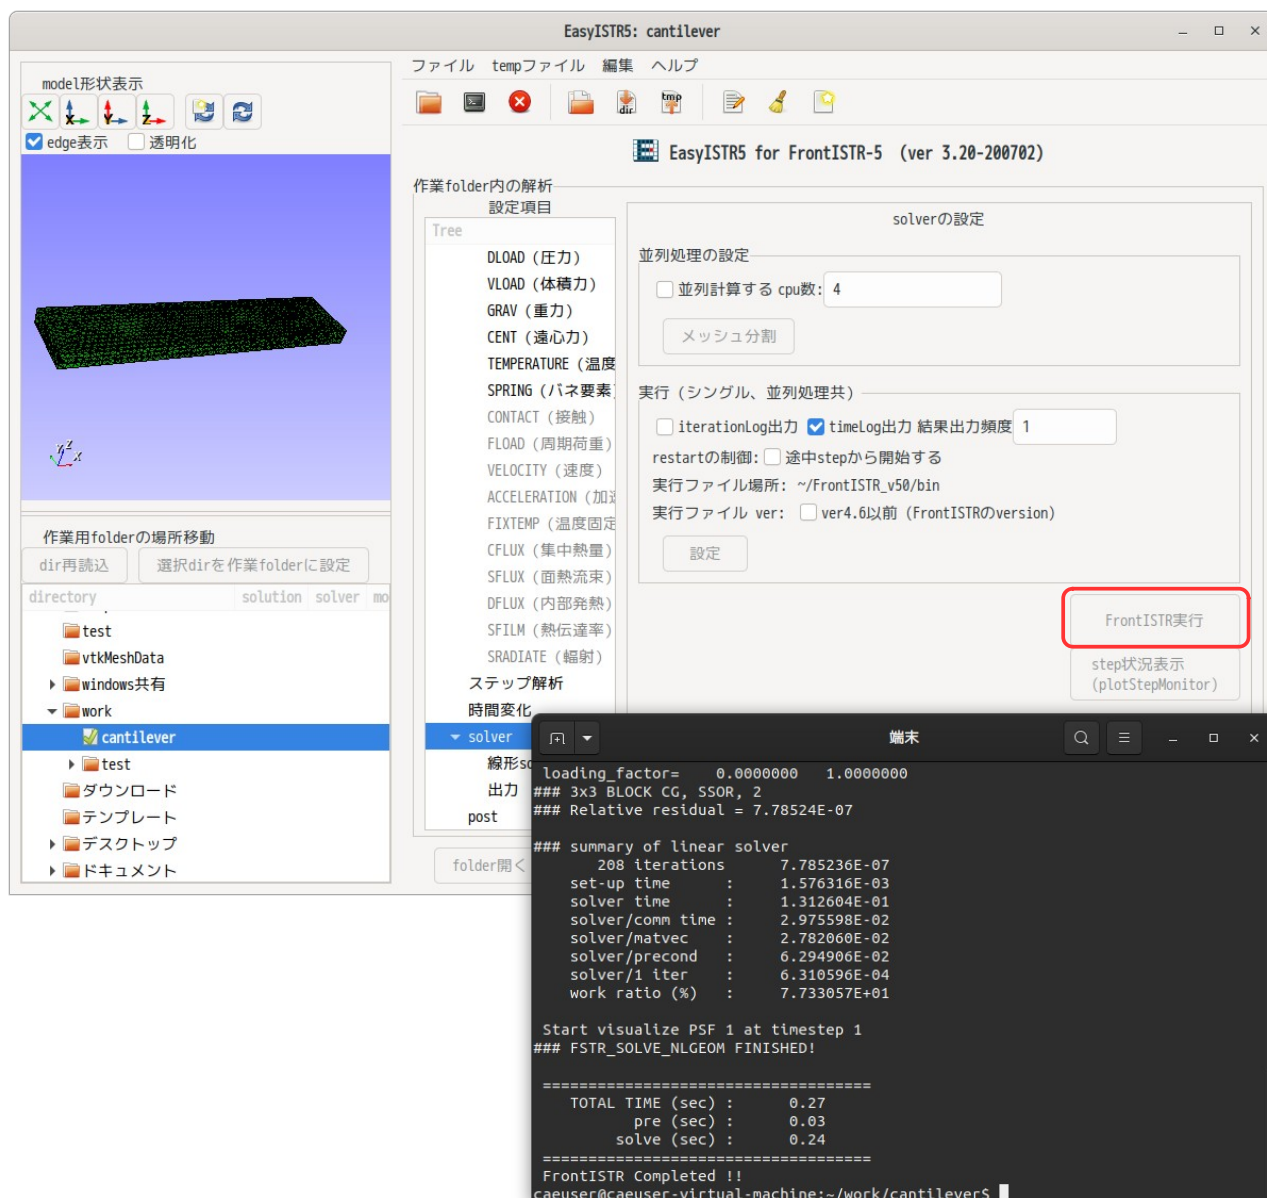 EasyISTR5: cantilever
model形状表示
edge表示 透明化
作業用folderの場所移動
dir再読込 選択dirを作業folderに設定
directory solution solver mo
test
vtkMeshData
windows共有
work
cantilever
test
ダウンロード
テンプレート
デスクトップ
ドキュメント
ファイル tempファイル 編集 ヘルプ
dir tmp
EasyISTR5 for FrontISTR-5 (ver 3.20-200702)
作業folder内の解析
設定項目
Tree
DLOAD (圧力)
VLOAD (体積力)
GRAV (重力)
CENT (遠心力)
TEMPERATURE (温度
SPRING (バネ要素
CONTACT (接触)
FLOAD (周期荷重)
VELOCITY (速度)
ACCELERATION (加速
FIXTEMP (温度固定
CFLUX (集中熱量)
SFLUX (面熱流束)
DFLUX (内部発熱)
SFILM (熱伝達率)
SRADIATE (輻射)
ステップ解析
時間変化
solver
線形so
出力
post
folder開く
solverの設定
並列処理の設定
並列計算する cpu数: 4
メッシュ分割
実行 (シングル、並列処理共)
iterationLog出力 timeLog出力 結果出力頻度 1
restartの制御: 途中stepから開始する
実行ファイル場所: ~/FrontISTR_v50/bin
実行ファイル ver: ver4.6以前 (FrontISTRのversion)
設定
FrontISTR実行
step状況表示
(plotStepMonitor)
端末
loading_factor= 0.0000000 1.0000000
### 3x3 BLOCK CG, SSOR, 2
### Relative residual = 7.78524E-07
### summary of linear solver
208 iterations 7.785236E-07
set-up time : 1.576316E-03
solver time : 1.312604E-01
solver/comm time : 2.975598E-02
solver/matvec : 2.782060E-02
solver/precond : 6.294906E-02
solver/1 iter : 6.310596E-04
work ratio (%) : 7.733057E+01
Start visualize PSF 1 at timestep 1
### FSTR_SOLVE_NLGEOM FINISHED!
====================================
TOTAL TIME (sec) : 0.27
pre (sec) : 0.03
solve (sec) : 0.24
====================================
FrontISTR Completed !!
caeuser@caeuser-virtual-machine:~/work/cantilever$